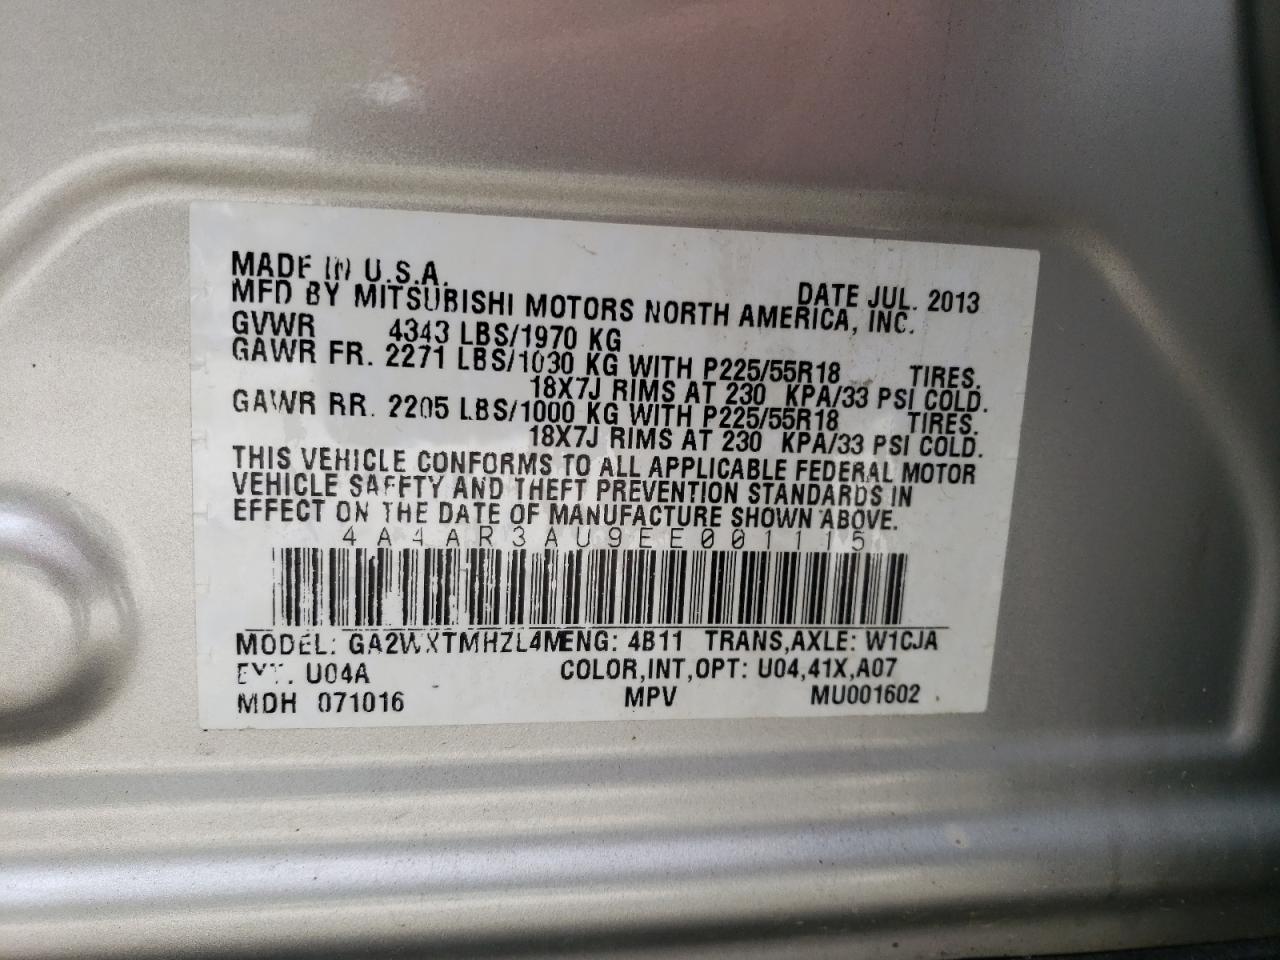 MADE IN U.S.A. DATE JUL. 2013
MFD BY MITSUBISHI MOTORS NORTH AMERICA, INC.
GVWR 4343 LBS/1970 KG
GAWR FR. 2271 LBS/1030 KG WITH P225/55R18 TIRES.
18X7J RIMS AT 230 KPA/33 PSI COLD.
GAWR RR. 2205 LBS/1000 KG WITH P225/55R18 TIRES.
18X7J RIMS AT 230 KPA/33 PSI COLD.
THIS VEHICLE CONFORMS TO ALL APPLICABLE FEDERAL MOTOR
VEHICLE SAFETY AND THEFT PREVENTION STANDARDS IN
EFFECT ON THE DATE OF MANUFACTURE SHOWN ABOVE.
4A4AR3AU9EE001115
MODEL: GA2WXTMHZL4M ENG: 4B11 TRANS,AXLE: W1CJA
EXT. U04A COLOR,INT,OPT: U04,41X,A07
MDH 071016 MPV MU001602